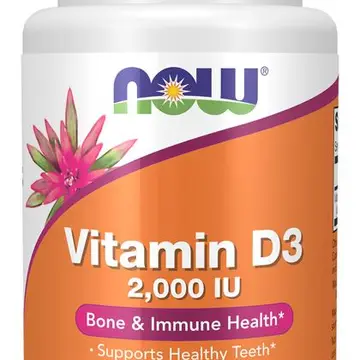 NOW®
Vitamin D3
2,000 IU
Bone & Immune Health*
• Supports Healthy Teeth*